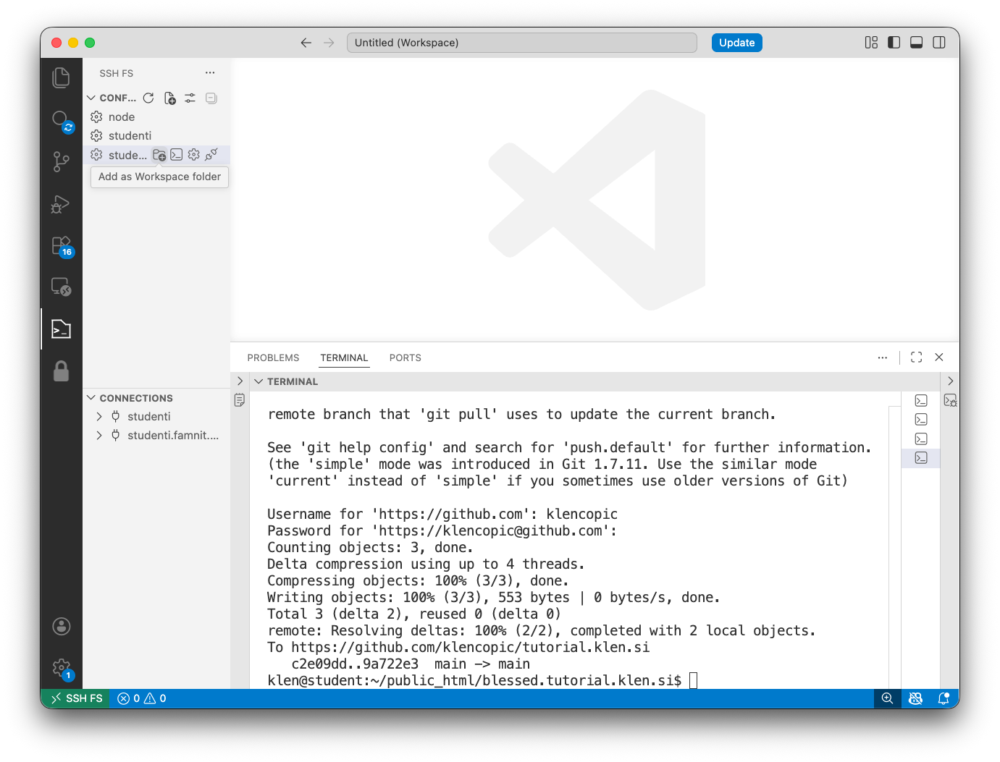 Untitled (Workspace)
Update
SSH FS
CONF...
node
studenti
stude...
Add as Workspace folder
16
CONNECTIONS
studenti
studenti.famnit....
1
PROBLEMS
TERMINAL
PORTS
TERMINAL
remote branch that 'git pull' uses to update the current branch.
See 'git help config' and search for 'push.default' for further information.
(the 'simple' mode was introduced in Git 1.7.11. Use the similar mode
'current' instead of 'simple' if you sometimes use older versions of Git)
Username for 'https://github.com': klencopic
Password for 'https://klencopic@github.com':
Counting objects: 3, done.
Delta compression using up to 4 threads.
Compressing objects: 100% (3/3), done.
Writing objects: 100% (3/3), 553 bytes | 0 bytes/s, done.
Total 3 (delta 2), reused 0 (delta 0)
remote: Resolving deltas: 100% (2/2), completed with 2 local objects.
To https://github.com/klencopic/tutorial.klen.si
c2e09dd..9a722e3  main -> main
klen@student:~/public_html/blessed.tutorial.klen.si$
SSH FS
0
0